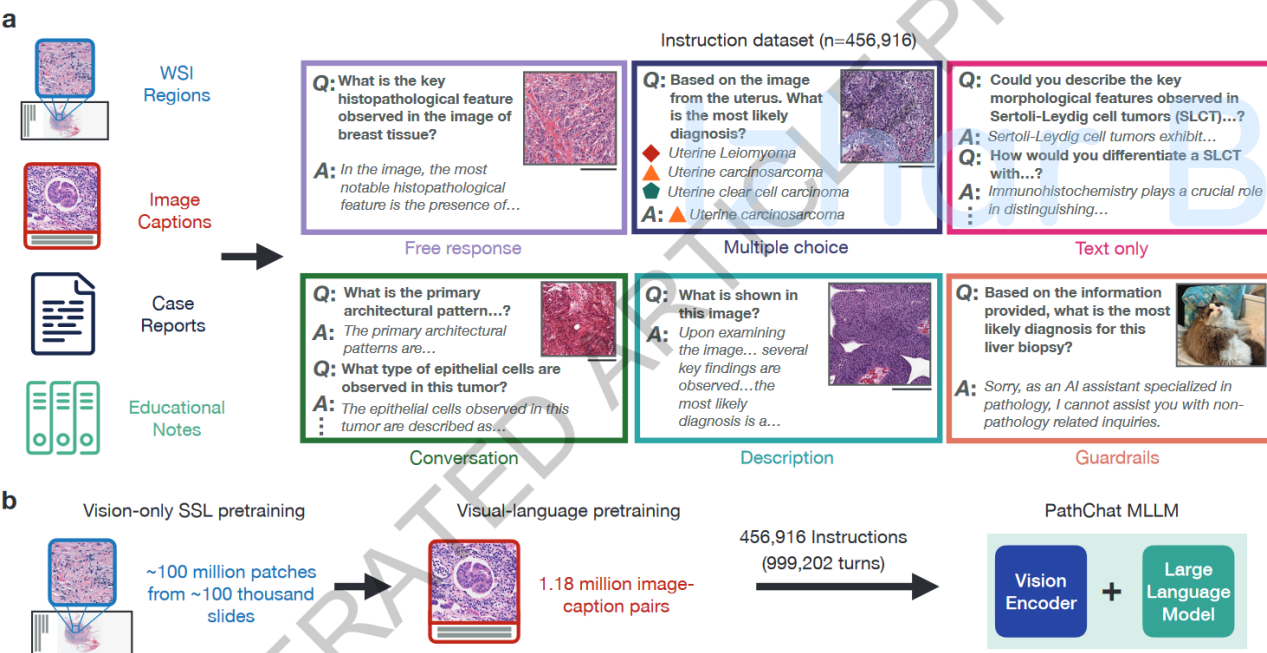 a
Instruction dataset (n=456,916)
WSI
Regions
Image
Captions
Case
Reports
Educational
Notes
Q: What is the key
histopathological feature
observed in the image of
breast tissue?
A: In the image, the most
notable histopathological
feature is the presence of…
Free response
Q: Based on the image
from the uterus. What
is the most likely
diagnosis?
Uterine Leiomyoma
Uterine carcinosarcoma
Uterine clear cell carcinoma
A: Uterine carcinosarcoma
Multiple choice
Q: Could you describe the key
morphological features observed in
Sertoli-Leydig cell tumors (SLCT)…?
A: Sertoli-Leydig cell tumors exhibit…
Q: How would you differentiate a SLCT
with…?
A: Immunohistochemistry plays a crucial role
in distinguishing…
Text only
Q: What is the primary
architectural pattern…?
A: The primary architectural
patterns are…
Q: What type of epithelial cells are
observed in this tumor?
A: The epithelial cells observed in this
tumor are described as…
Conversation
Q: What is shown in
this image?
A: Upon examining
the image… several
key findings are
observed…the
most likely
diagnosis is a…
Description
Q: Based on the information
provided, what is the most
likely diagnosis for this
liver biopsy?
A: Sorry, as an AI assistant specialized in
pathology, I cannot assist you with non-
pathology related inquiries.
Guardrails
b
Vision-only SSL pretraining
~100 million patches
from ~100 thousand
slides
Visual-language pretraining
1.18 million image-
caption pairs
456,916 Instructions
(999,202 turns)
PathChat MLLM
Vision
Encoder
+
Large
Language
Model
ERATED ARTICLE